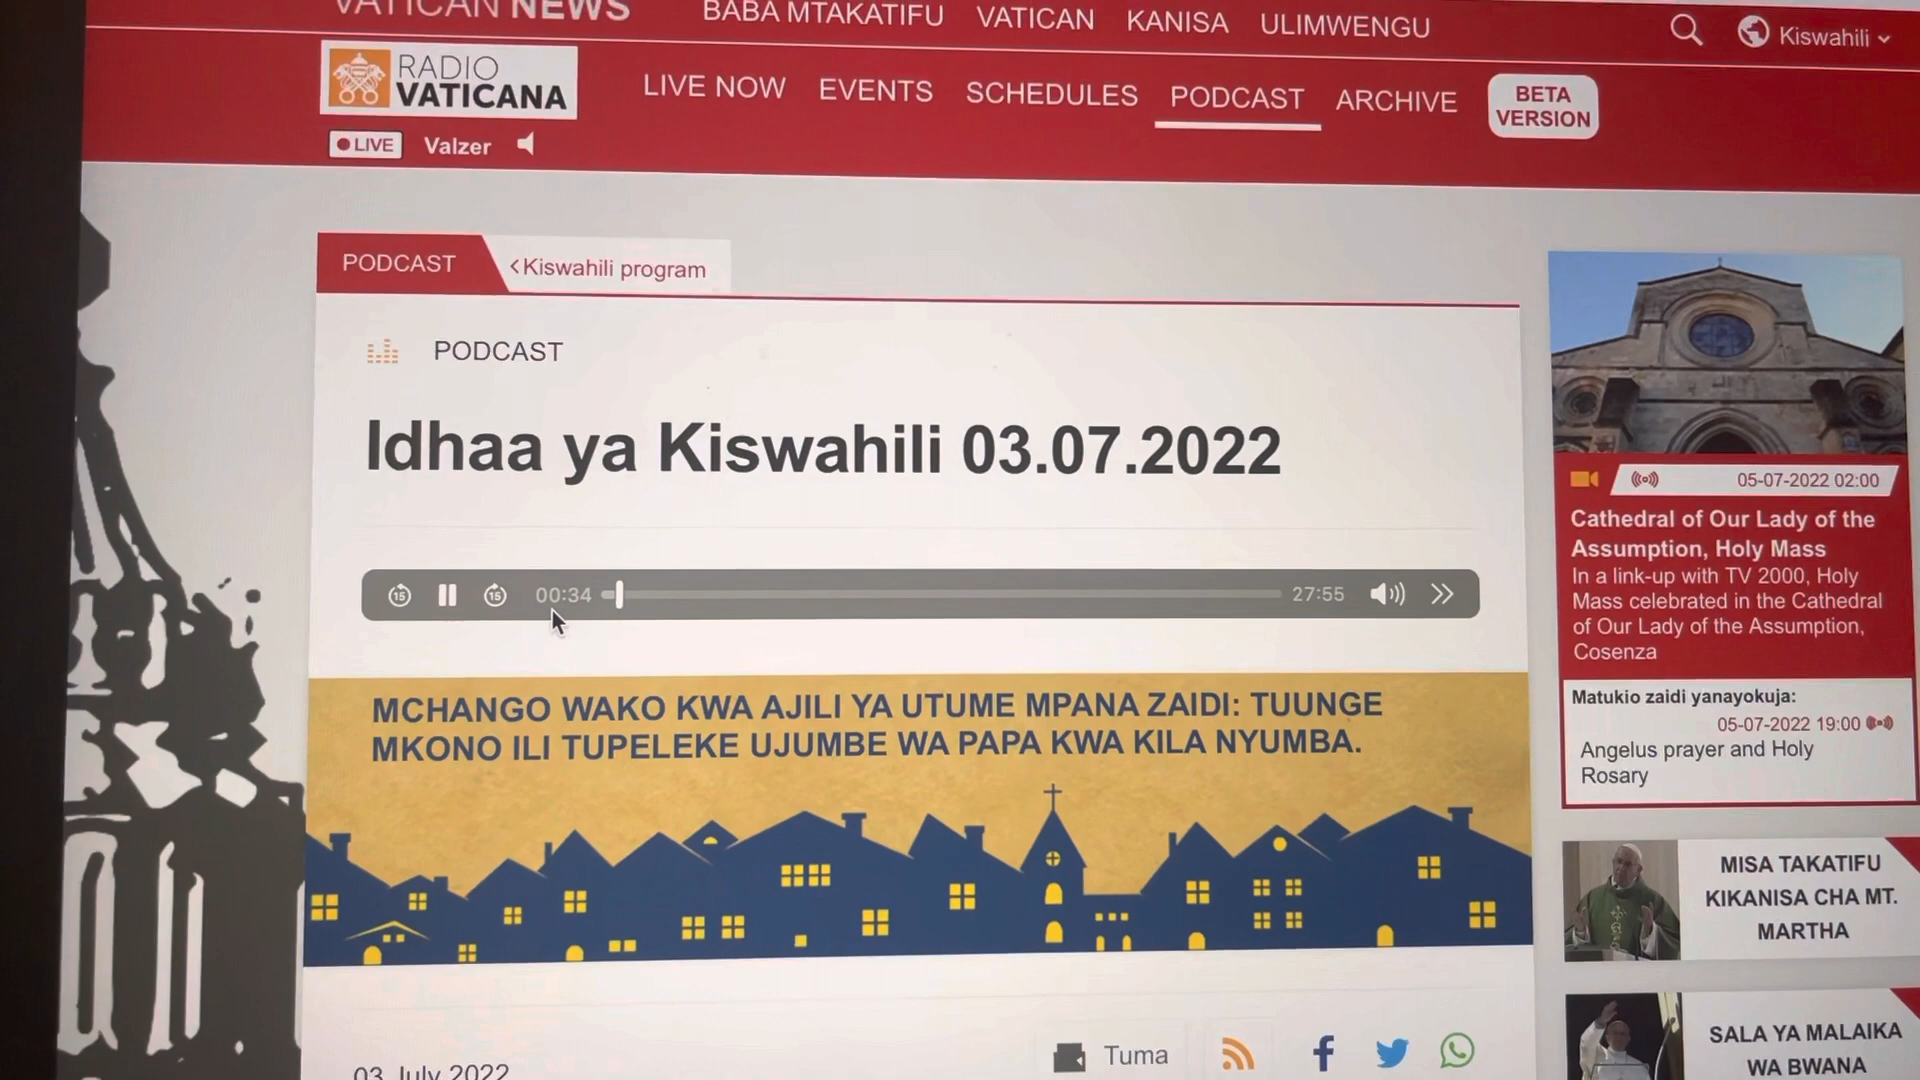 VATICAN NEWS
BABA MTAKATIFU VATICAN KANISA ULIMWENGU
Kiswahili
RADIO
VATICANA
LIVE NOW EVENTS SCHEDULES PODCAST ARCHIVE
BETA
VERSION
LIVE Valzer
PODCAST
<Kiswahili program
PODCAST
Idhaa ya Kiswahili 03.07.2022
15 15 00:34 27:55
MCHANGO WAKO KWA AJILI YA UTUME MPANA ZAIDI: TUUNGE
MKONO ILI TUPELEKE UJUMBE WA PAPA KWA KILA NYUMBA.
03 July 2022
Tuma
05-07-2022 02:00
Cathedral of Our Lady of the
Assumption, Holy Mass
In a link-up with TV 2000, Holy
Mass celebrated in the Cathedral
of Our Lady of the Assumption,
Cosenza
Matukio zaidi yanayokuja:
05-07-2022 19:00
Angelus prayer and Holy
Rosary
MISA TAKATIFU
KIKANISA CHA MT.
MARTHA
SALA YA MALAIKA
WA BWANA